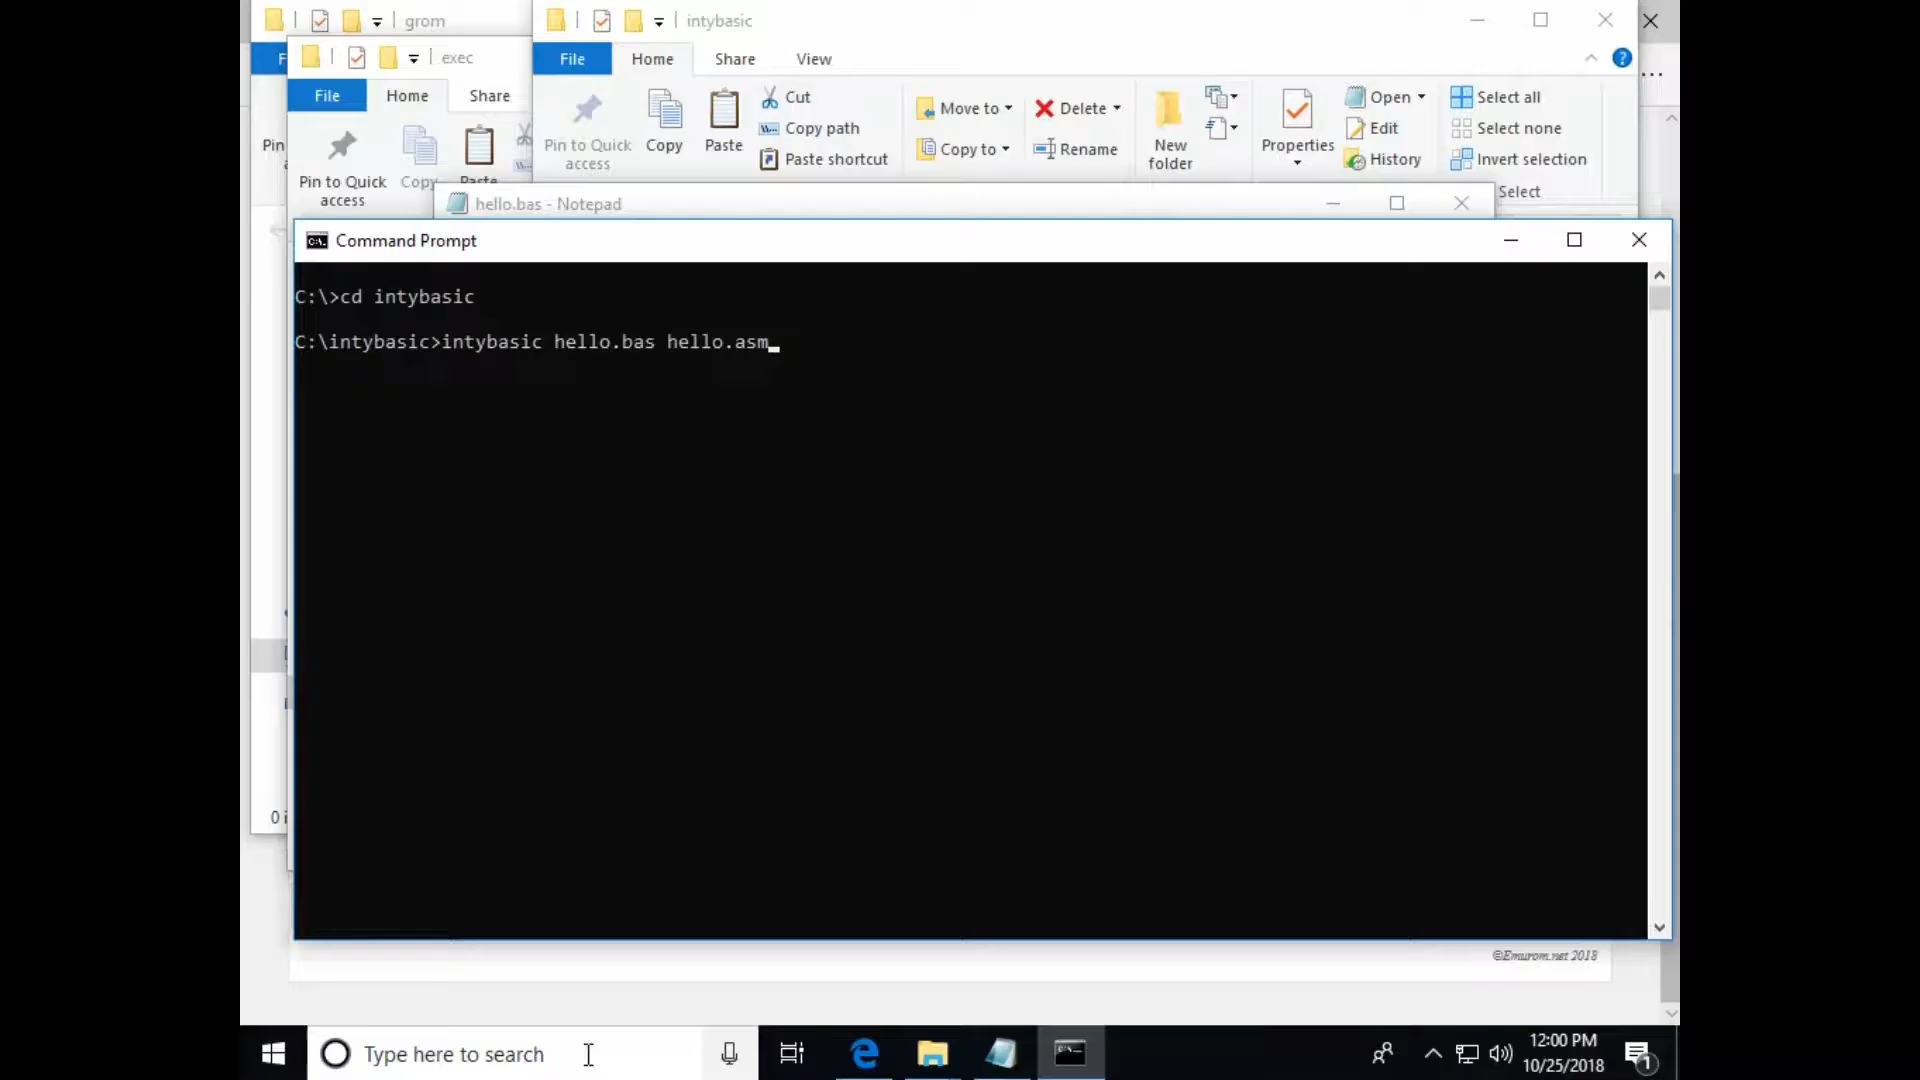 grom
intybasic
exec
File
Home
Share
View
File
Home
Share
Pin to Quick access
Copy
Paste
Cut
Copy path
Paste shortcut
Move to
Copy to
Delete
Rename
New folder
Properties
Open
Edit
History
Select all
Select none
Invert selection
Select
Pin
Pin to Quick access
Copy
Paste
hello.bas - Notepad
Command Prompt
C:\>cd intybasic
C:\intybasic>intybasic hello.bas hello.asm
©Emurom.net 2018
Type here to search
12:00 PM
10/25/2018
1